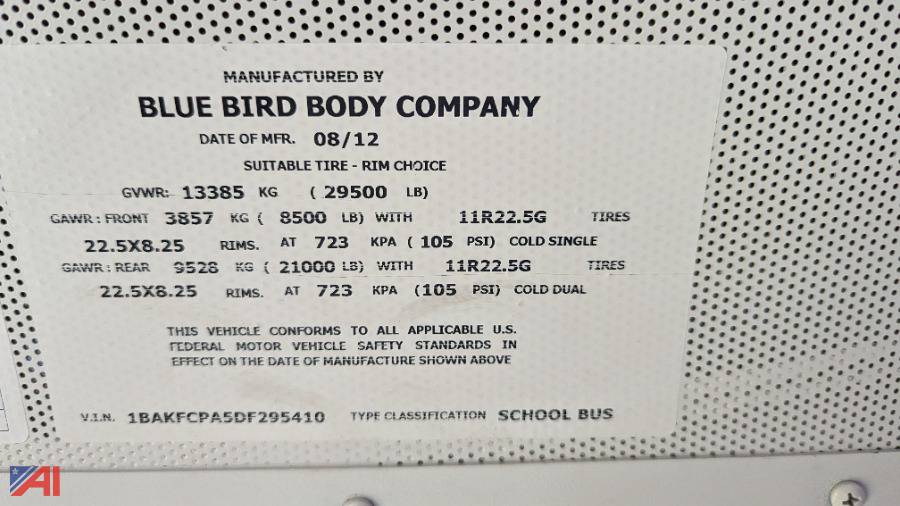 MANUFACTURED BY
BLUE BIRD BODY COMPANY
DATE OF MFR. 08/12
SUITABLE TIRE - RIM CHOICE
GVWR: 13385 KG (29500 LB)
GAWR: FRONT 3857 KG ( 8500 LB) WITH 11R22.5G TIRES
22.5X8.25 RIMS. AT 723 KPA (105 PSI) COLD SINGLE
GAWR: REAR 9528 KG (21000 LB) WITH 11R22.5G TIRES
22.5X8.25 RIMS. AT 723 KPA (105 PSI) COLD DUAL
THIS VEHICLE CONFORMS TO ALL APPLICABLE U.S.
FEDERAL MOTOR VEHICLE SAFETY STANDARDS IN
EFFECT ON THE DATE OF MANUFACTURE SHOWN ABOVE
V.I.N. 1BAKFCPA5DF295410 TYPE CLASSIFICATION SCHOOL BUS
AI